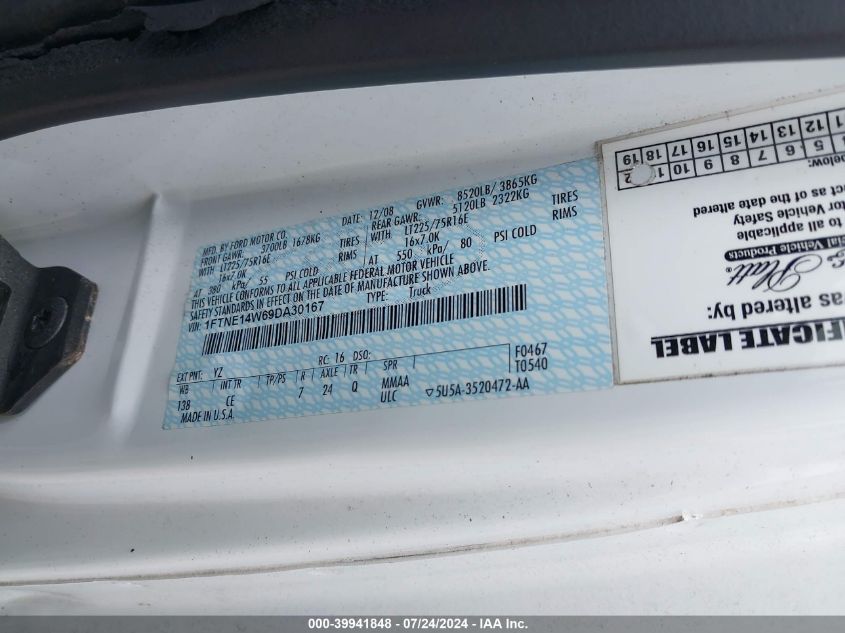 MFD. BY FORD MOTOR CO.
DATE: 12/08
GVWR: 8520LB/ 3865KG
FRONT GAWR: 3700LB 1678KG
REAR GAWR: 5120LB 2322KG
WITH LT225/75R16E TIRES
WITH LT225/75R16E TIRES
16x7.0K RIMS
16x7.0K RIMS
AT 380 kPa/ 55 PSI COLD
AT 550 kPa/ 80 PSI COLD
THIS VEHICLE CONFORMS TO ALL APPLICABLE FEDERAL MOTOR VEHICLE
SAFETY STANDARDS IN EFFECT ON THE DATE OF MANUFACTURE SHOWN ABOVE.
VIN: 1FTNE14W69DA30167
TYPE: Truck
EXT PNT: YZ RC: 16 DSO:
F0467
T0540
WB INT TR TP/PS R AXLE TR SPR
138 CE 7 24 Q MMAA
ULC
▽5U5A-3520472-AA
MADE IN U.S.A.
IFICATE LABEL
as altered by:
& Platt®
cial Vehicle Products
to all applicable
or Vehicle Safety
ct as of the date altered
below:
5 6 7 8 9 10 11
12 13 14 15 16 17 18 19
000-39941848 - 07/24/2024 - IAA Inc.